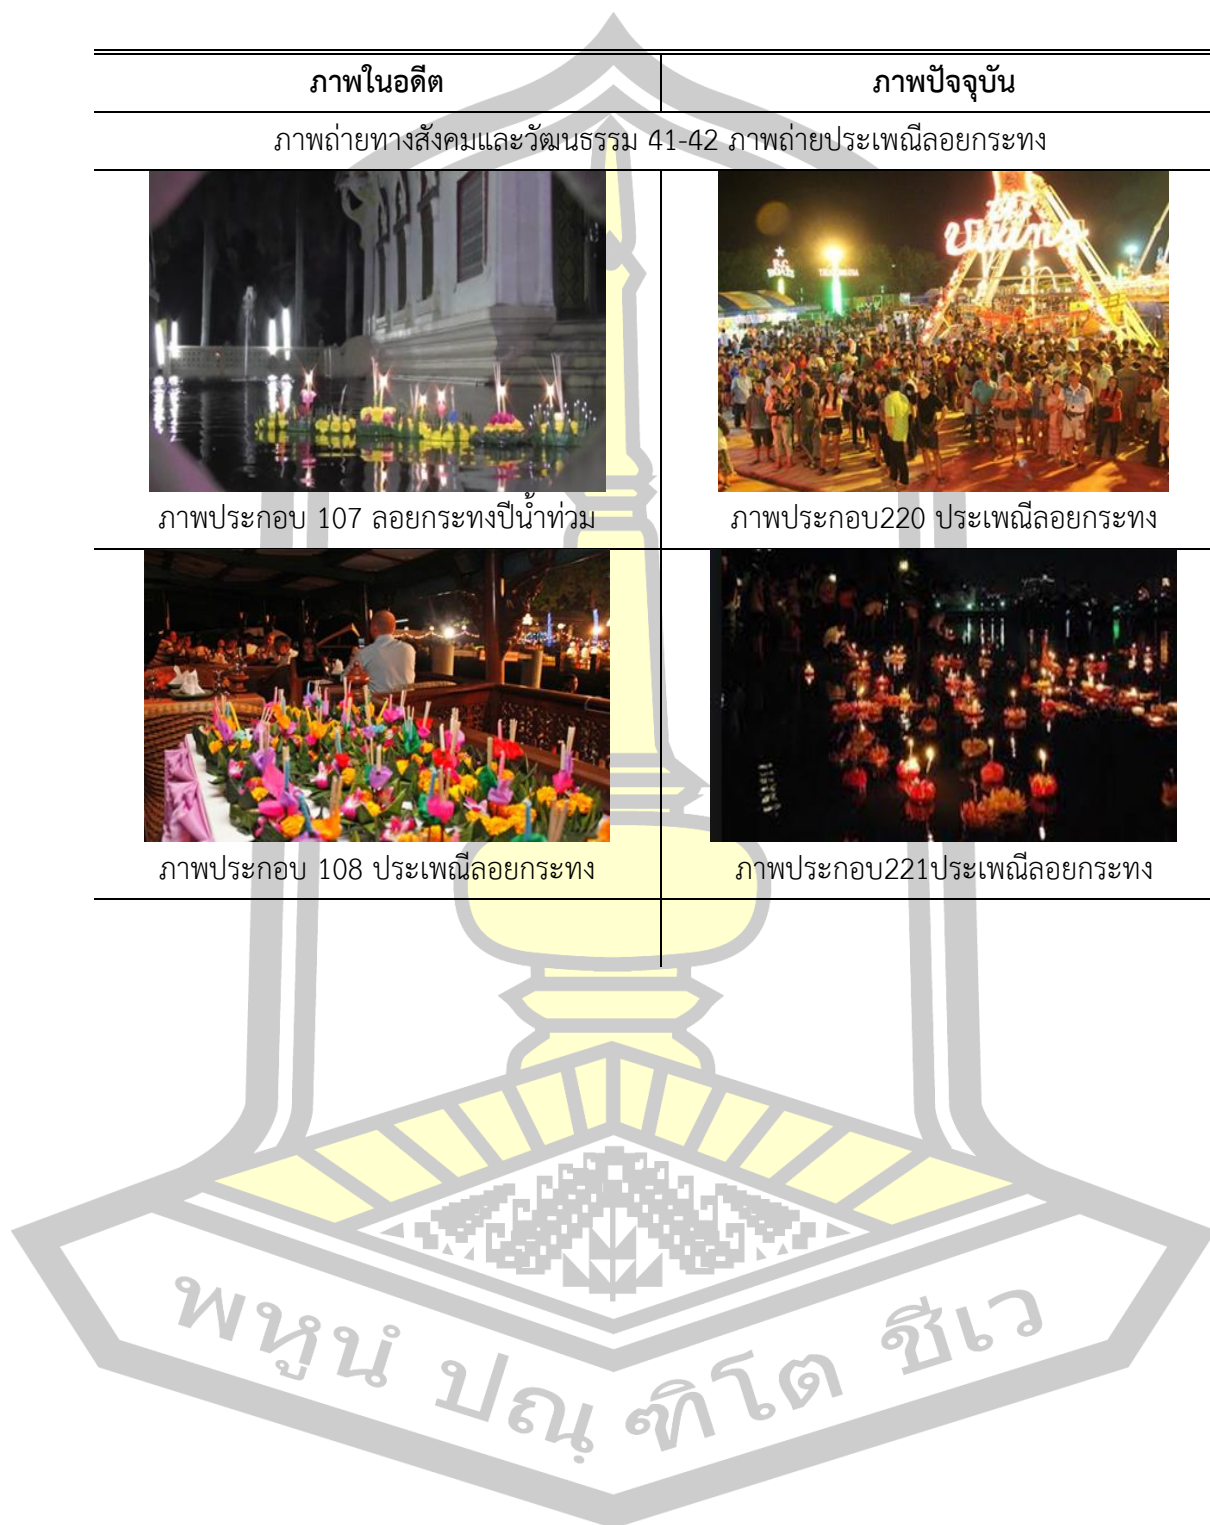 ภาพในอดีต
ภาพปัจจุบัน
ภาพถ่ายทางสังคมและวัฒนธรรม 41-42 ภาพถ่ายประเพณีลอยกระทง
Viking
R.C
BOATS
ภาพประกอบ 107 ลอยกระทงปีน้ำท่วม
ภาพประกอบ220 ประเพณีลอยกระทง
ภาพประกอบ 108 ประเพณีลอยกระทง
ภาพประกอบ221ประเพณีลอยกระทง
พหูนํ ปณฺฑิโต ชีเว